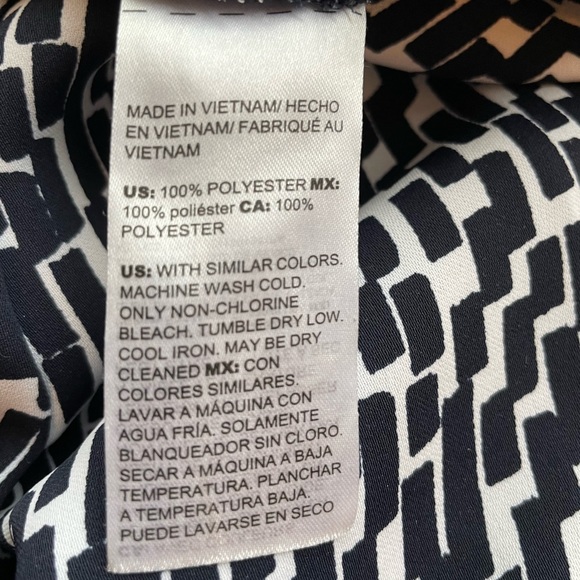 MADE IN VIETNAM/ HECHO
EN VIETNAM/ FABRIQUÉ AU
VIETNAM
US: 100% POLYESTER MX:
100% poliéster CA: 100%
POLYESTER
US: WITH SIMILAR COLORS.
MACHINE WASH COLD.
ONLY NON-CHLORINE
BLEACH. TUMBLE DRY LOW.
COOL IRON. MAY BE DRY
CLEANED MX: CON
COLORES SIMILARES.
LAVAR A MÁQUINA CON
AGUA FRÍA. SOLAMENTE
BLANQUEADOR SIN CLORO.
SECAR A MÁQUINA A BAJA
TEMPERATURA. PLANCHAR
A TEMPERATURA BAJA.
PUEDE LAVARSE EN SECO